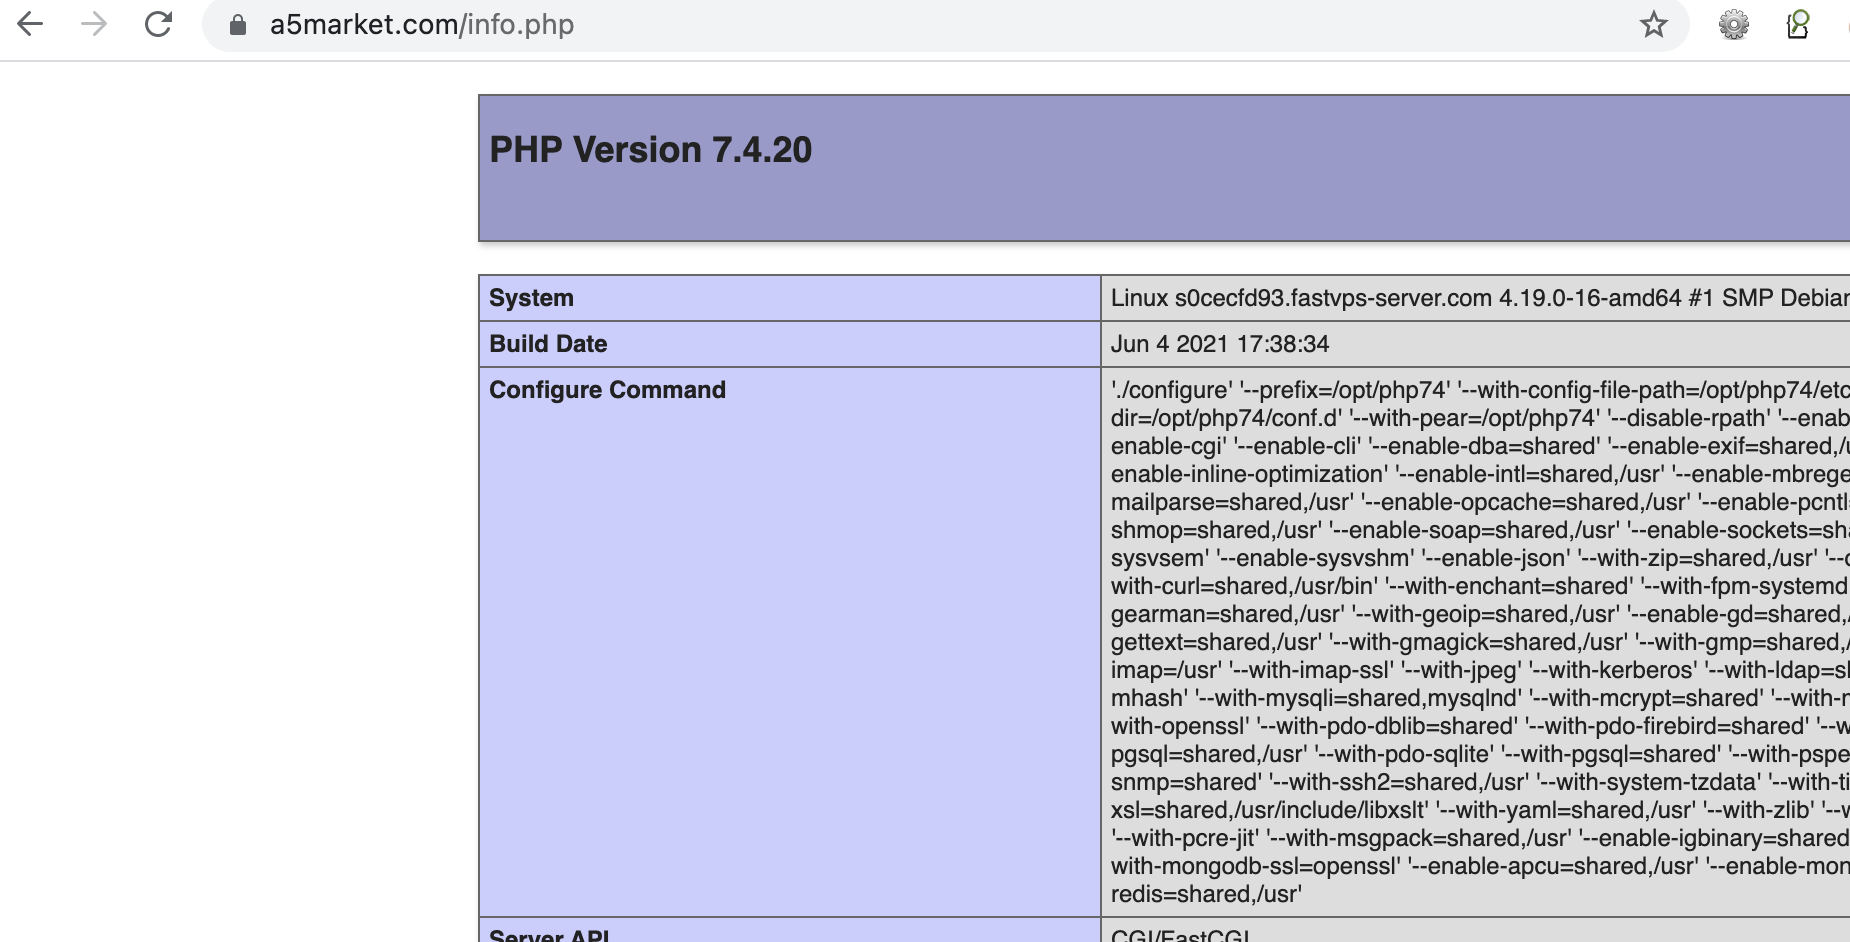 a5market.com/info.php
PHP Version 7.4.20
System
Linux s0cecfd93.fastvps-server.com 4.19.0-16-amd64 #1 SMP Debian
Build Date
Jun 4 2021 17:38:34
Configure Command
'./configure' '--prefix=/opt/php74' '--with-config-file-path=/opt/php74/etc
dir=/opt/php74/conf.d' '--with-pear=/opt/php74' '--disable-rpath' '--enab
enable-cgi' '--enable-cli' '--enable-dba=shared' '--enable-exif=shared,/u
enable-inline-optimization' '--enable-intl=shared,/usr' '--enable-mbrege
mailparse=shared,/usr' '--enable-opcache=shared,/usr' '--enable-pcntl=
shmop=shared,/usr' '--enable-soap=shared,/usr' '--enable-sockets=sha
sysvsem' '--enable-sysvshm' '--enable-json' '--with-zip=shared,/usr' '--
with-curl=shared,/usr/bin' '--with-enchant=shared' '--with-fpm-systemd
gearman=shared,/usr' '--with-geoip=shared,/usr' '--enable-gd=shared,/
gettext=shared,/usr' '--with-gmagick=shared,/usr' '--with-gmp=shared,/
imap=/usr' '--with-imap-ssl' '--with-jpeg' '--with-kerberos' '--with-ldap=sh
mhash' '--with-mysqli=shared,mysqlnd' '--with-mcrypt=shared' '--with-
with-openssl' '--with-pdo-dblib=shared' '--with-pdo-firebird=shared' '--w
pgsql=shared,/usr' '--with-pdo-sqlite' '--with-pgsql=shared' '--with-pspe
snmp=shared' '--with-ssh2=shared,/usr' '--with-system-tzdata' '--with-ti
xsl=shared,/usr/include/libxslt' '--with-yaml=shared,/usr' '--with-zlib' '--w
'--with-pcre-jit' '--with-msgpack=shared,/usr' '--enable-igbinary=shared
with-mongodb-ssl=openssl' '--enable-apcu=shared,/usr' '--enable-mon
redis=shared,/usr'
Server API
CGI/FastCGI